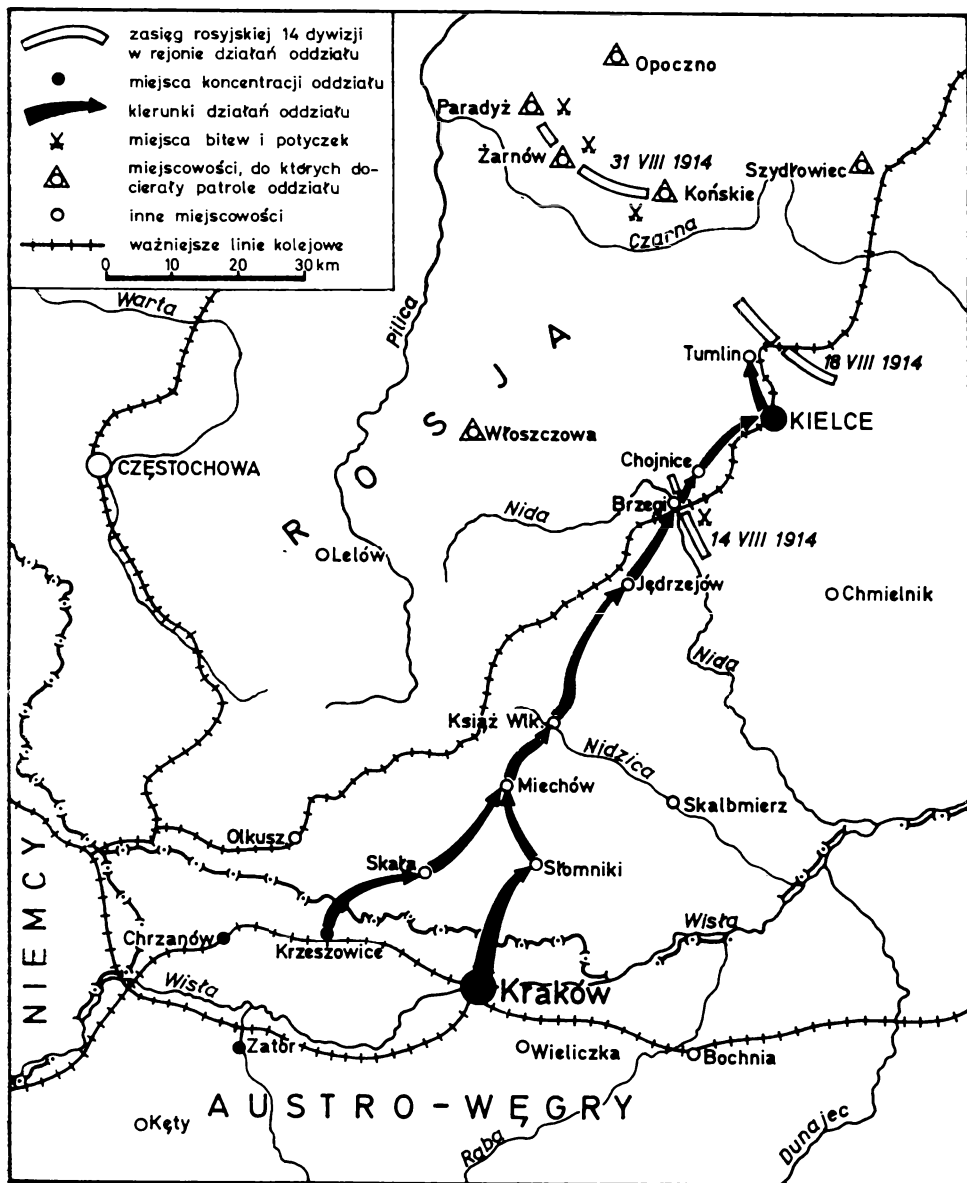 zasięg rosyjskiej 14 dywizji
w rejonie działań oddziału
miejsca koncentracji oddziału
kierunki działań oddziału
miejsca bitew i potyczek
miejscowości, do których do-
cierały patrole oddziału
inne miejscowości
ważniejsze linie kolejowe
0 10 20 30 km
Opoczno
Paradyż
Żarnów
31 VIII 1914
Szydłowiec
Końskie
Czarna
Warta
Pilica
Tumlin
18 VIII 1914
KIELCE
ROSJA
Włoszczowa
CZĘSTOCHOWA
Chojnice
Brzegi
Nida
14 VIII 1914
Lelów
Jędrzejów
Chmielnik
Nida
Książ Wlk.
Nidzica
Miechów
Skalbmierz
Olkusz
Skała
Słomniki
NIEMCY
Wisła
Chrzanów
Krzeszowice
Wisła
Kraków
Zator
Wieliczka
Bochnia
AUSTRO-WĘGRY
Kęty
Raba
Dunajec